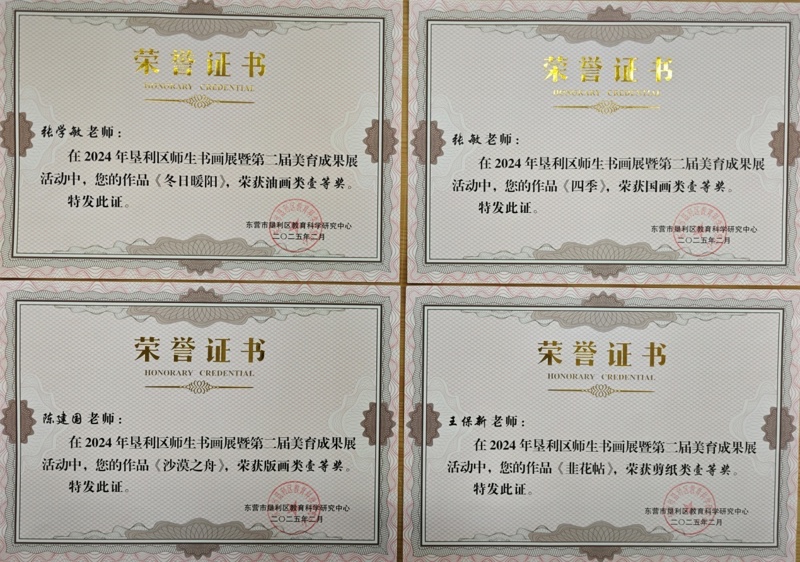 荣誉证书
HONORARY CREDENTIAL
张学敏老师：
在2024年垦利区师生书画展暨第二届美育成果展
活动中，您的作品《冬日暖阳》，荣获油画类壹等奖。
特发此证。
东营市垦利区教育科学研究中心
二〇二五年二月
荣誉证书
HONORARY CREDENTIAL
张敏老师：
在2024年垦利区师生书画展暨第二届美育成果展
活动中，您的作品《四季》，荣获国画类壹等奖。
特发此证。
东营市垦利区教育科学研究中心
二〇二五年二月
荣誉证书
HONORARY CREDENTIAL
陈建国老师：
在2024年垦利区师生书画展暨第二届美育成果展
活动中，您的作品《沙漠之舟》，荣获版画类壹等奖。
特发此证。
东营市垦利区教育科学研究中心
二〇二五年二月
荣誉证书
HONORARY CREDENTIAL
王保新老师：
在2024年垦利区师生书画展暨第二届美育成果展
活动中，您的作品《韭花帖》，荣获剪纸类壹等奖。
特发此证。
东营市垦利区教育科学研究中心
二〇二五年二月